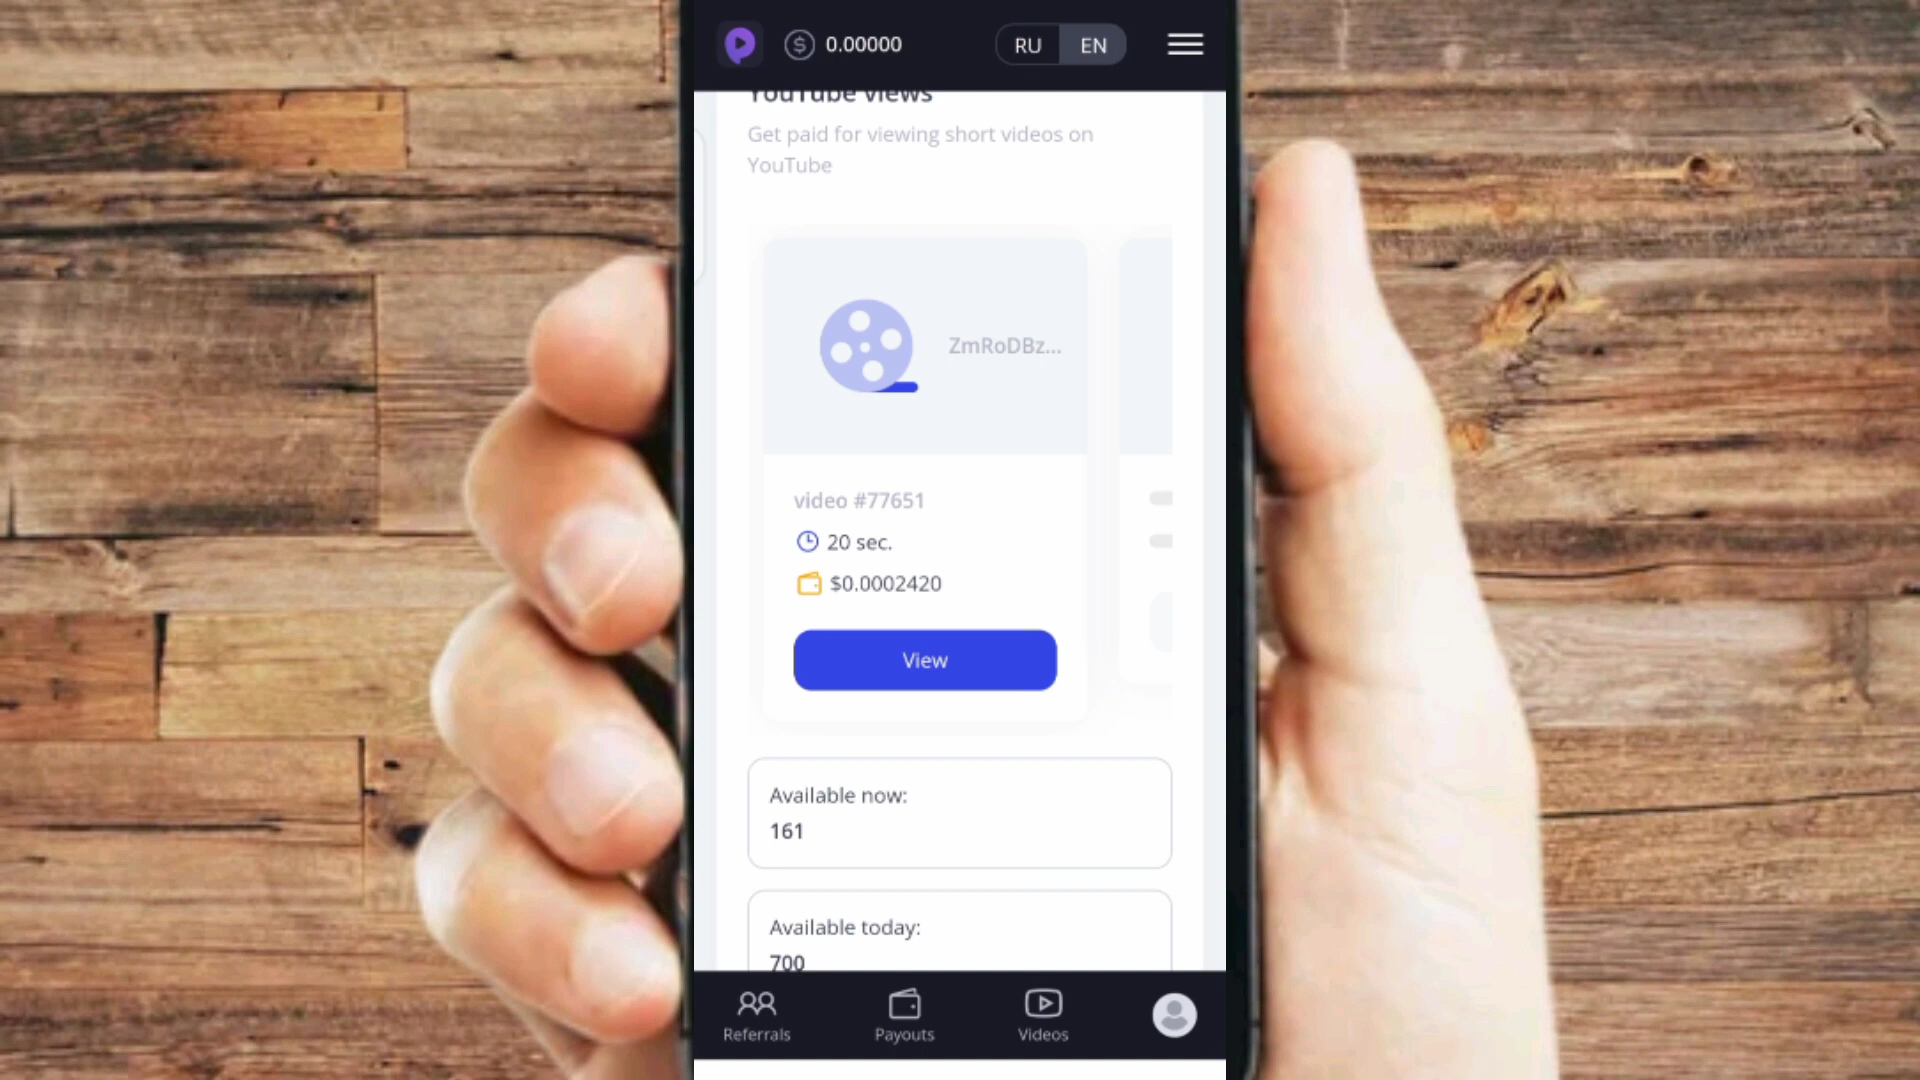 0.00000
RU EN
YouTube views
Get paid for viewing short videos on
YouTube
ZmRoDBz...
video #77651
20 sec.
$0.0002420
View
Available now:
161
Available today:
700
Referrals Payouts Videos